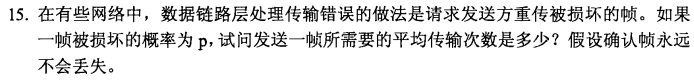 15. 在有些网络中，数据链路层处理传输错误的做法是请求发送方重传被损坏的帧。如果
一帧被损坏的概率为 p，试问发送一帧所需要的平均传输次数是多少？假设确认帧永远
不会丢失。